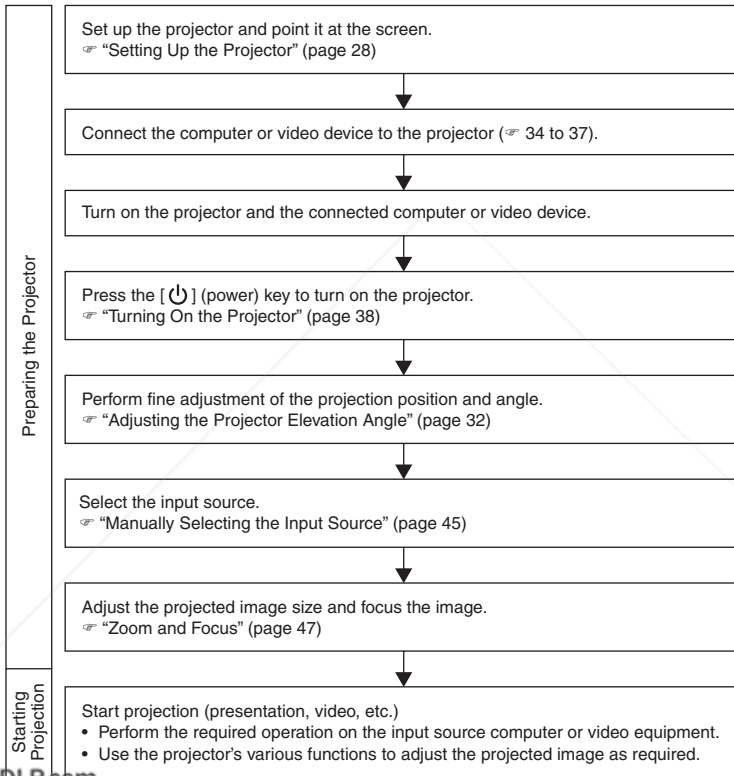 Preparing the Projector
Set up the projector and point it at the screen.
☞ “Setting Up the Projector” (page 28)
Connect the computer or video device to the projector (☞ 34 to 37).
Turn on the projector and the connected computer or video device.
Press the [⏻] (power) key to turn on the projector.
☞ “Turning On the Projector” (page 38)
Perform fine adjustment of the projection position and angle.
☞ “Adjusting the Projector Elevation Angle” (page 32)
Select the input source.
☞ “Manually Selecting the Input Source” (page 45)
Adjust the projected image size and focus the image.
☞ “Zoom and Focus” (page 47)
Starting
Projection
Start projection (presentation, video, etc.)
• Perform the required operation on the input source computer or video equipment.
• Use the projector’s various functions to adjust the projected image as required.